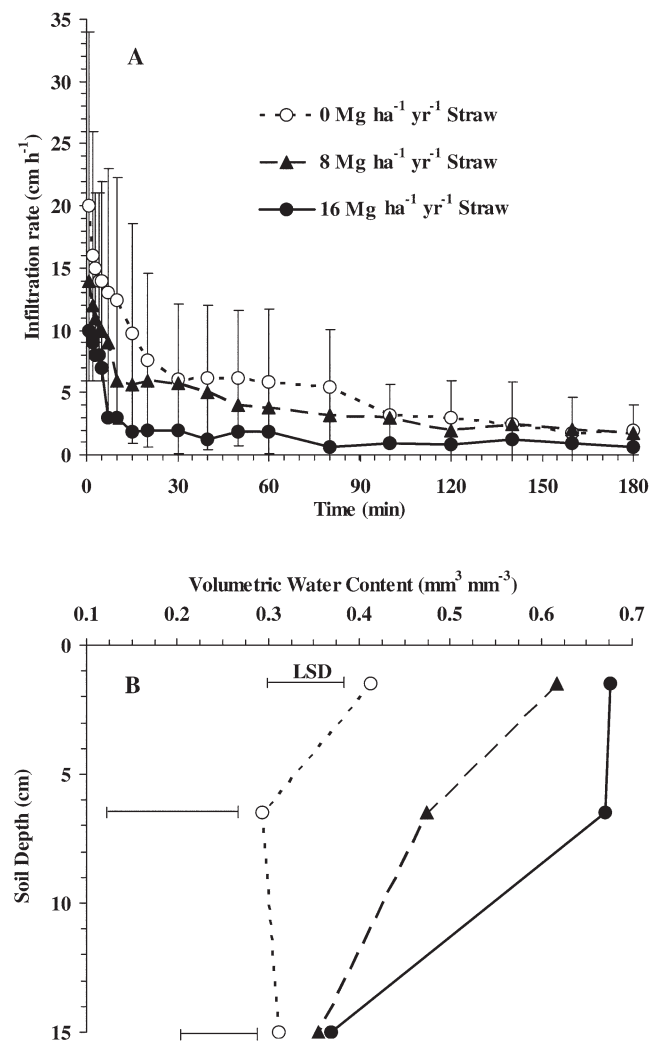 35
30
25
20
15
10
5
0
Infiltration rate (cm h-1)
A
0 Mg ha-1 yr-1 Straw
8 Mg ha-1 yr-1 Straw
16 Mg ha-1 yr-1 Straw
0 30 60 90 120 150 180
Time (min)
Volumetric Water Content (mm3 mm-3)
0.1 0.2 0.3 0.4 0.5 0.6 0.7
0
5
10
15
Soil Depth (cm)
B
LSD